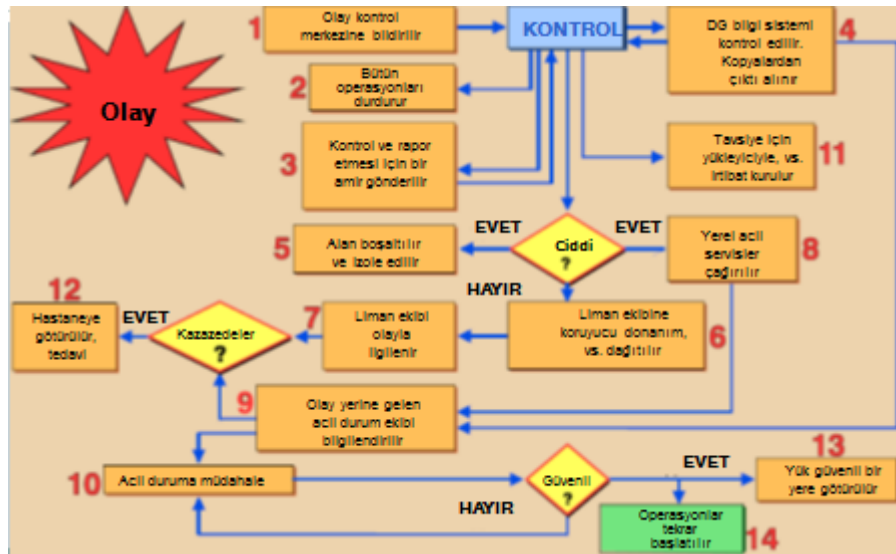 1
Olay kontrol
merkezine bildirilir
KONTROL
DG bilgi sistemi
kontrol edilir.
Kopyalardan
çıktı alınır
4
Olay
2
Bütün
operasyonları
durdurur
3
Kontrol ve rapor
etmesi için bir
amir gönderilir
Tavsiye için
yükleyiciyle, vs.
irtibat kurulur
11
5
Alan boşaltılır
ve izole edilir
EVET
Ciddi
?
EVET
Yerel acil
servisler
çağırılır
8
HAYIR
12
Hastaneye
götürülür,
tedavi
EVET
Kazazedeler
?
7
Liman ekibi
olayla
ilgilenir
Liman ekibine
koruyucu donanım,
vs. dağıtılır
6
9
Olay yerine gelen
acil durum ekibi
bilgilendirilir
10
Acil duruma müdahale
Güvenli
?
EVET
13
Yük güvenli bir
yere götürülür
HAYIR
Operasyonlar
tekrar
başlatılır
14